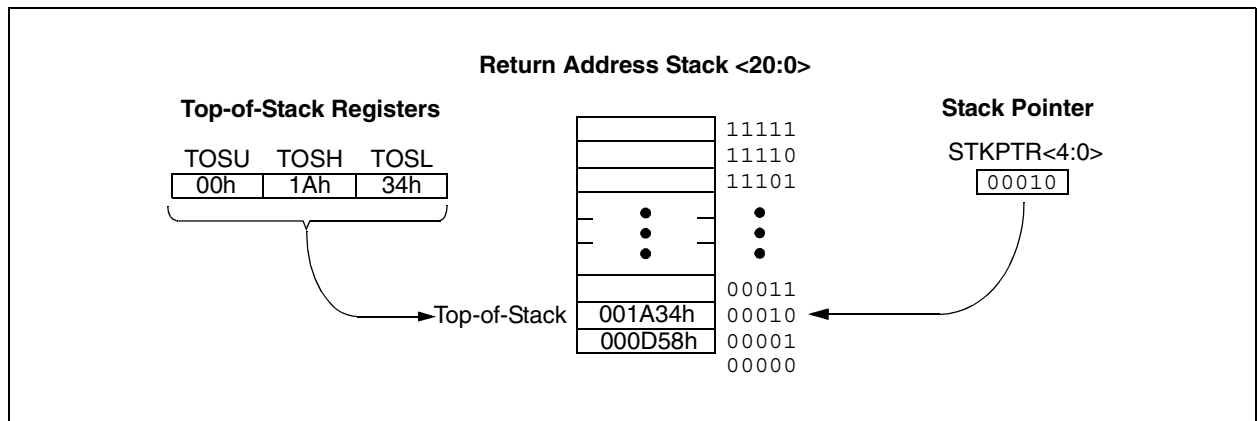 Return Address Stack <20:0>
Top-of-Stack Registers
Stack Pointer
TOSU TOSH TOSL
00h 1Ah 34h
STKPTR<4:0>
00010
11111
11110
11101
00011
Top-of-Stack 001A34h 00010
000D58h 00001
00000